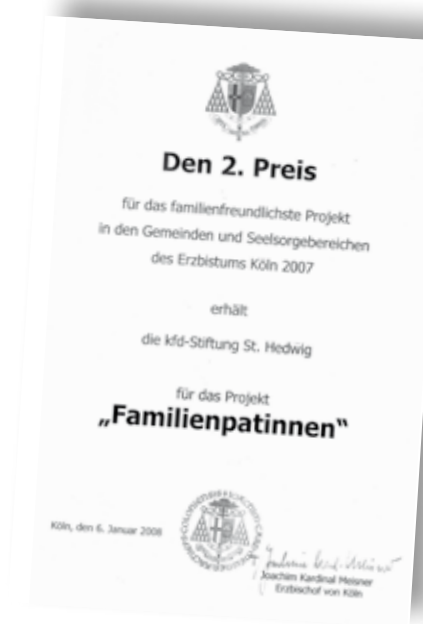 Den 2. Preis
für das familienfreundlichste Projekt
in den Gemeinden und Seelsorgebereichen
des Erzbistums Köln 2007
erhält
die kfd-Stiftung St. Hedwig
für das Projekt
„Familienpatinnen“
Köln, den 6. Januar 2008
Joachim Kardinal Meisner
Erzbischof von Köln